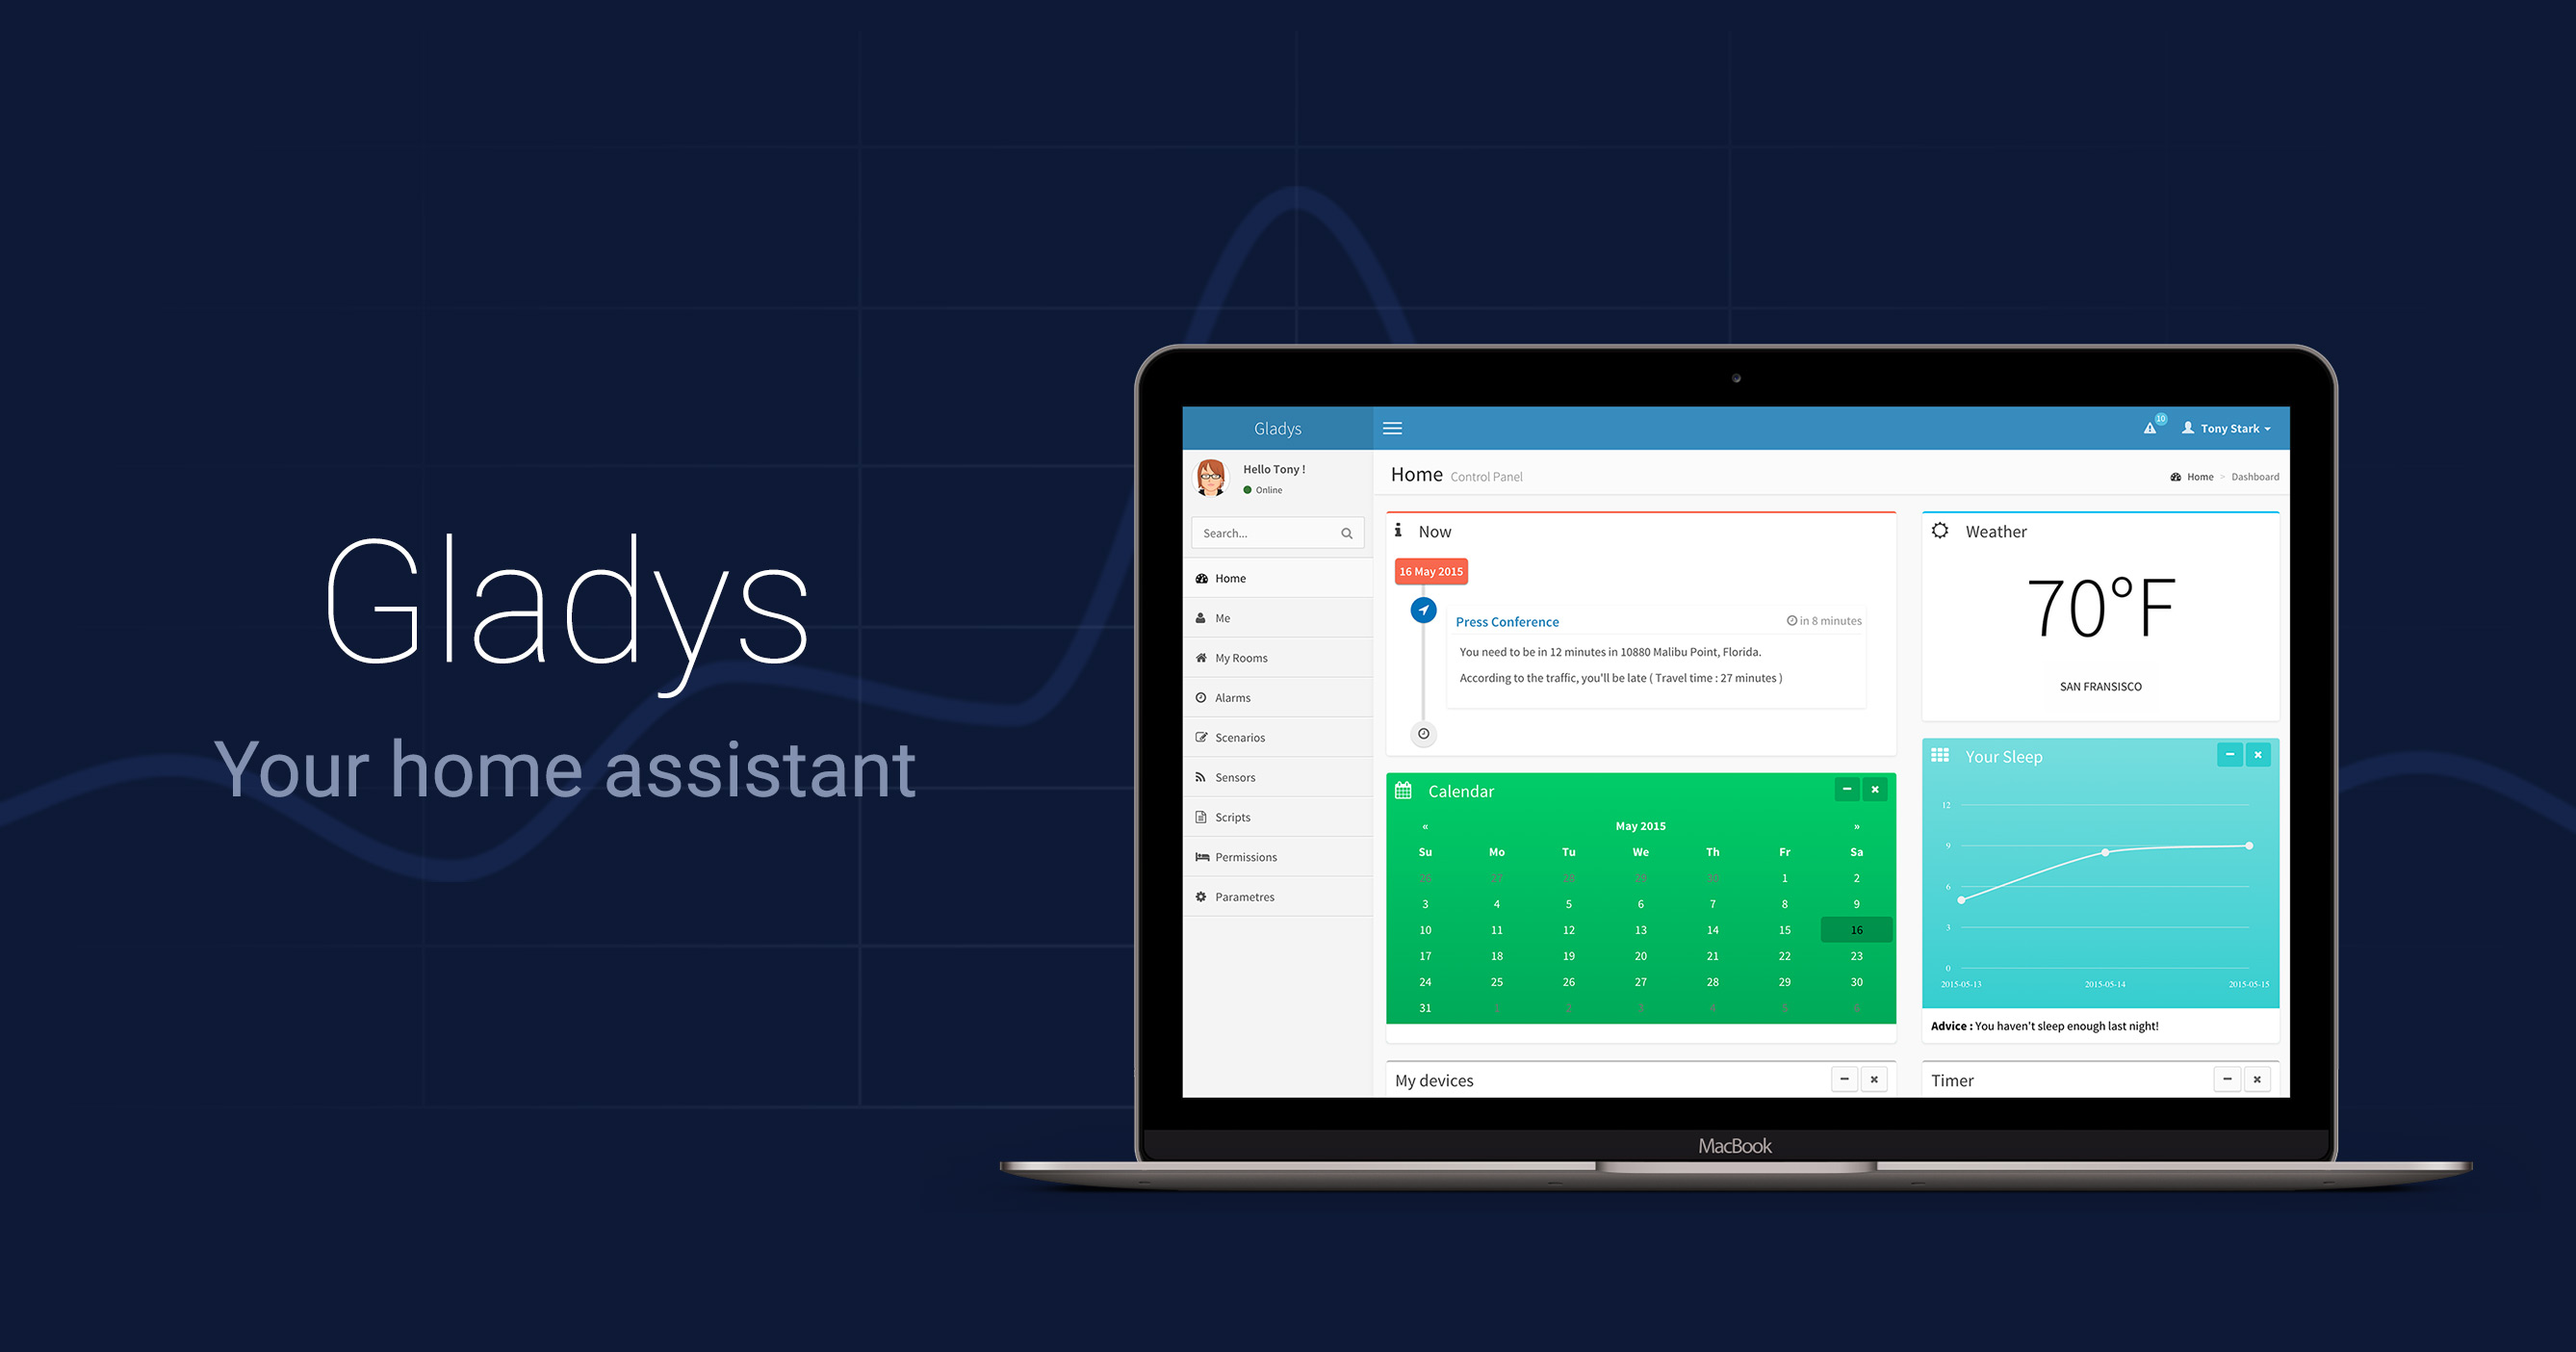 Gladys
Your home assistant
Gladys
10
Tony Stark
Hello Tony !
Online
Search...
Home
Me
My Rooms
Alarms
Scenarios
Sensors
Scripts
Permissions
Parametres
Home Control Panel
Home > Dashboard
Now
16 May 2015
Press Conference
in 8 minutes
You need to be in 12 minutes in 10880 Malibu Point, Florida.
According to the traffic, you'll be late ( Travel time : 27 minutes )
Weather
70°F
SAN FRANSISCO
Calendar
« May 2015 »
Su Mo Tu We Th Fr Sa
26 27 28 29 30 1 2
3 4 5 6 7 8 9
10 11 12 13 14 15 16
17 18 19 20 21 22 23
24 25 26 27 28 29 30
31
Your Sleep
12
9
6
3
0
2015-05-13 2015-05-14 2015-05-15
Advice : You haven't sleep enough last night!
My devices
Timer
MacBook